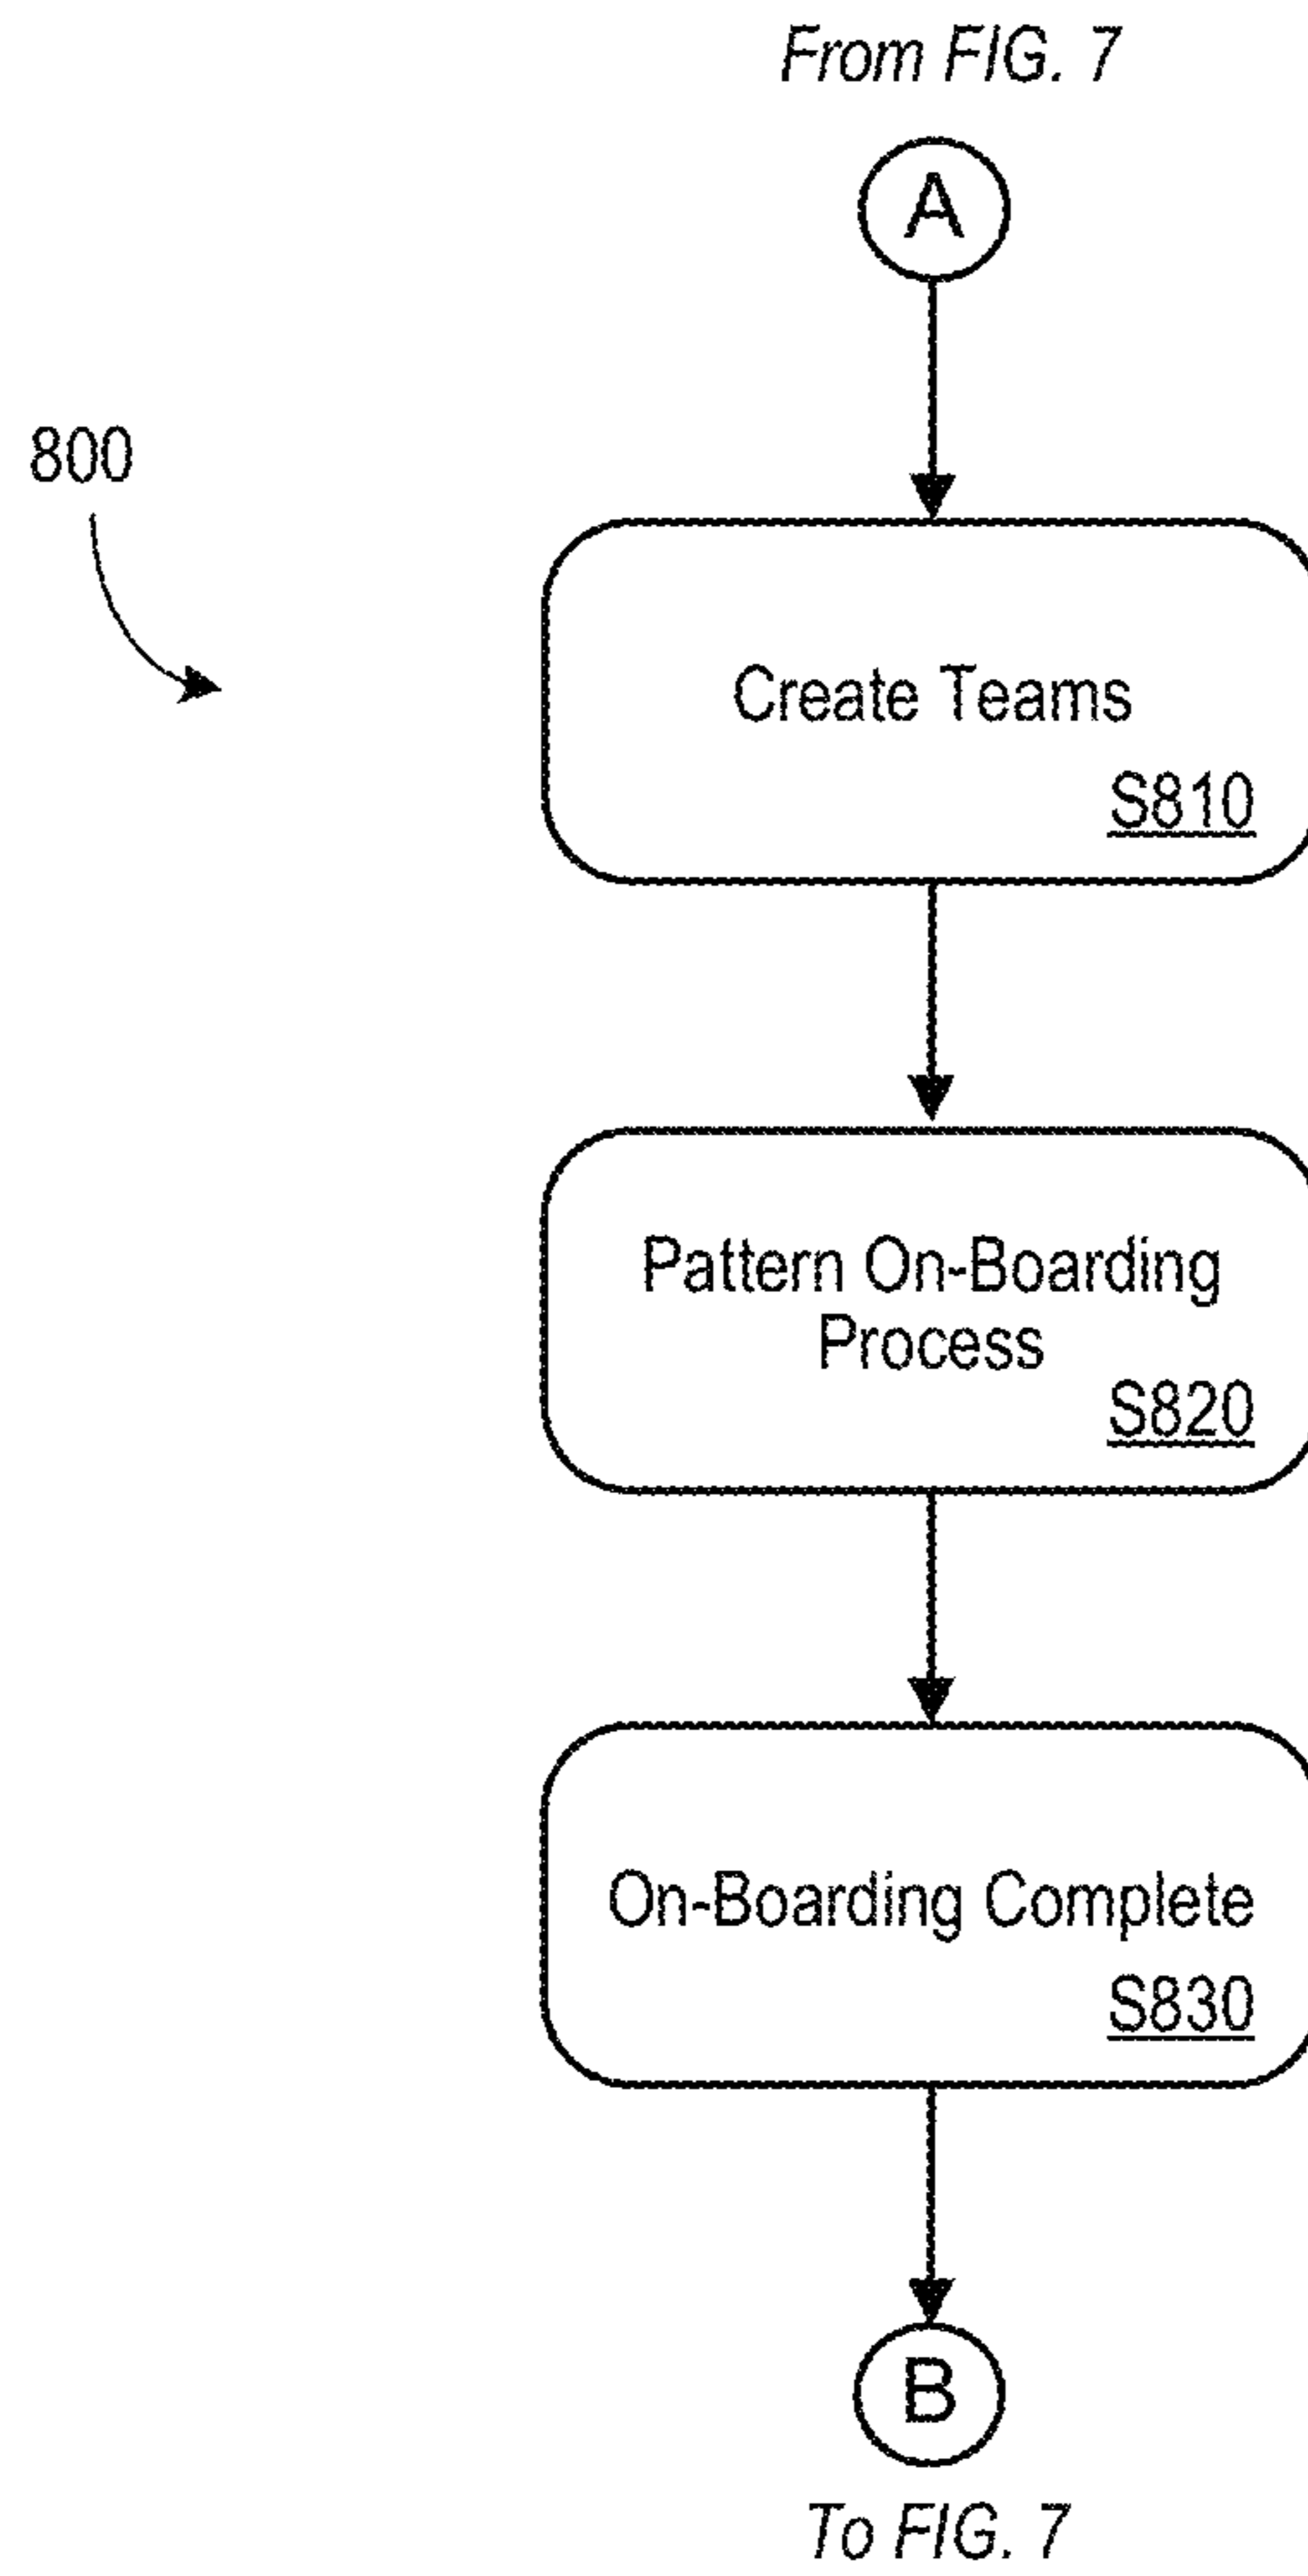 From FIG. 7
A
800
Create Teams
S810
Pattern On-Boarding
Process
S820
On-Boarding Complete
S830
B
To FIG. 7